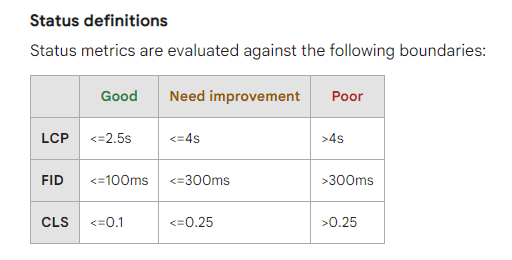 Status definitions
Status metrics are evaluated against the following boundaries:
Good Need improvement Poor
LCP <=2.5s <=4s >4s
FID <=100ms <=300ms >300ms
CLS <=0.1 <=0.25 >0.25